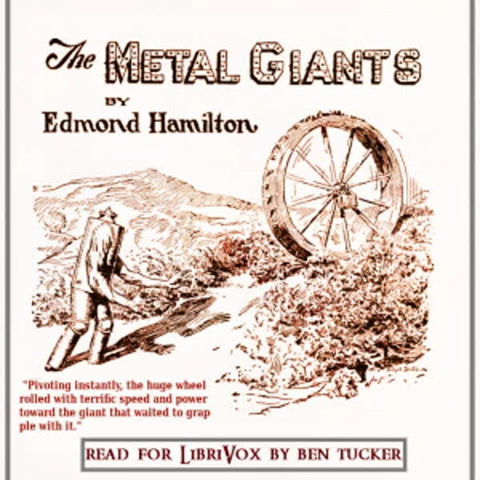 The METAL GIANTS
BY
Edmond Hamilton
"Pivoting instantly, the huge wheel
rolled with terrific speed and power
toward the giant that waited to grap
ple with it."
READ FOR LIBRIVOX BY BEN TUCKER